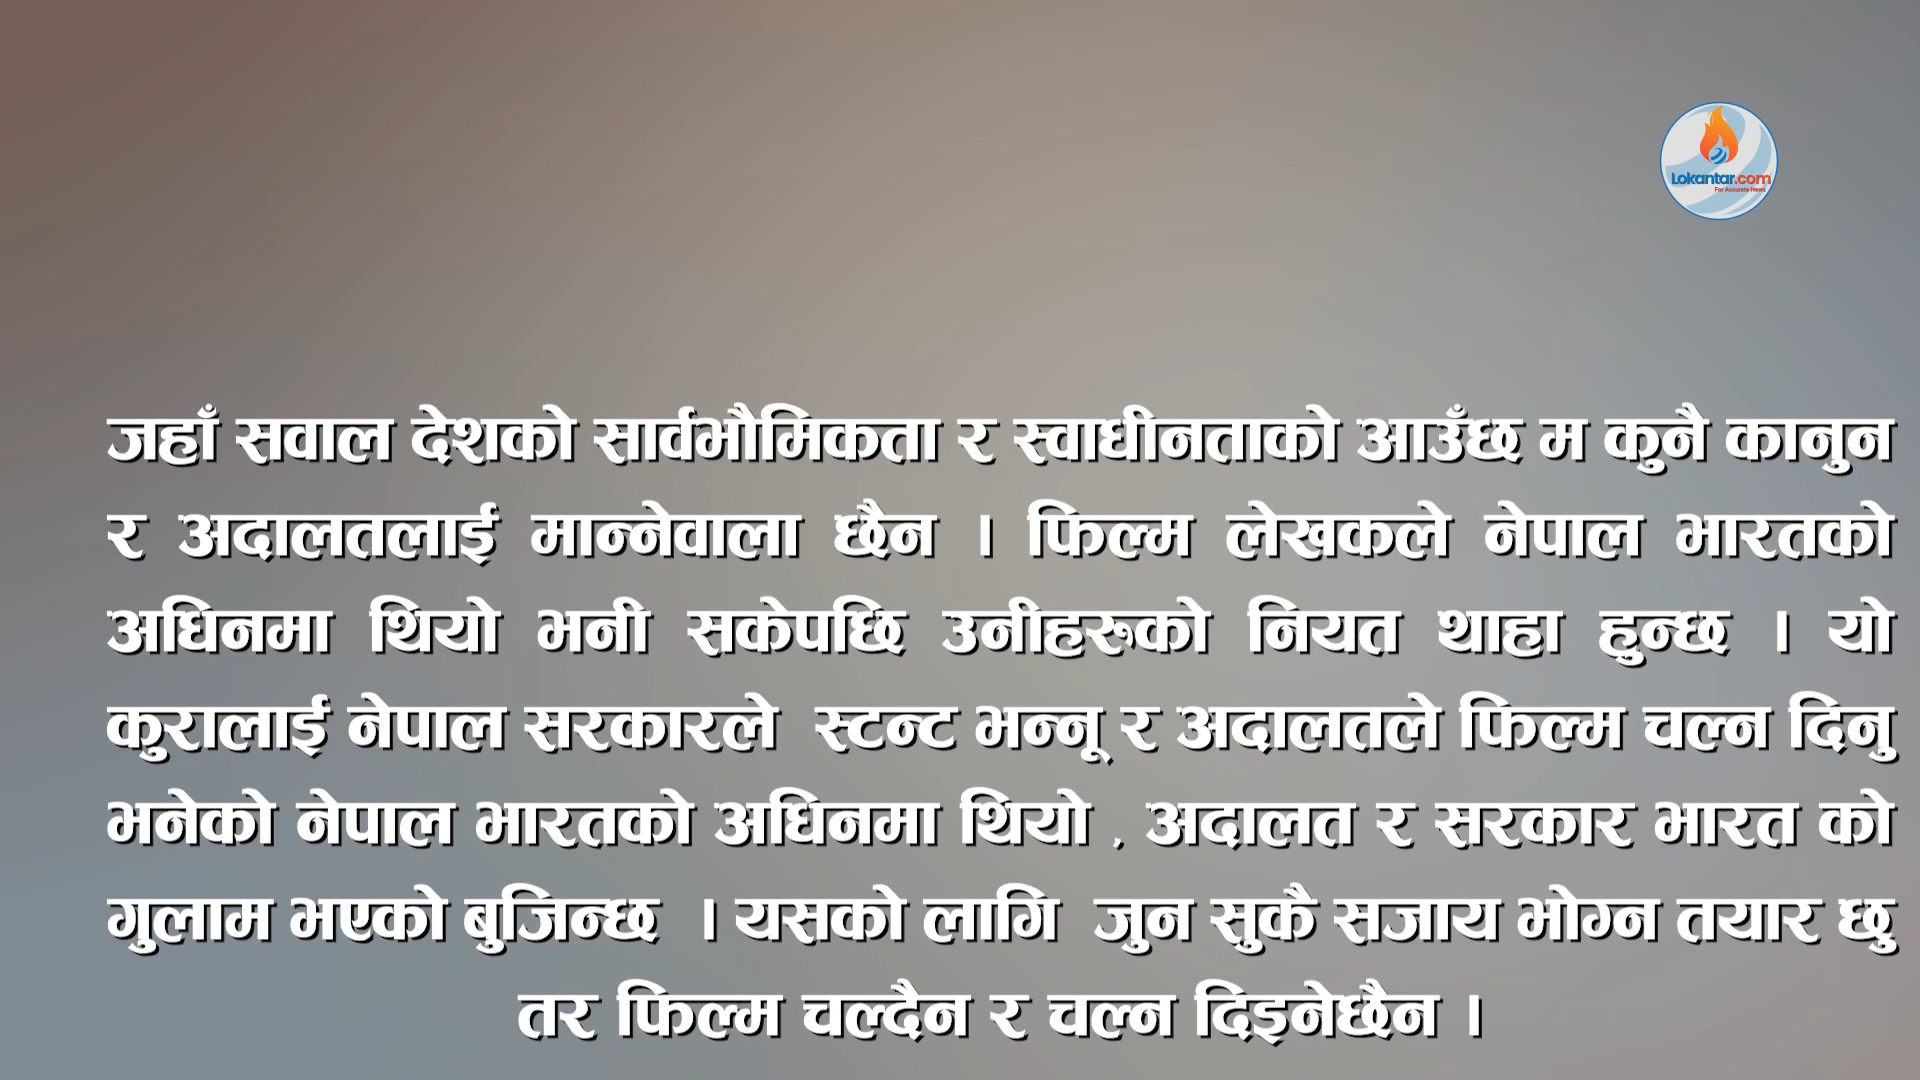 Lokantar.com
For Accurate News
जहाँ सवाल देशको सार्वभौमिकता र स्वाधीनताको आउँछ म कुनै कानुन
र अदालतलाई मान्नेवाला छैन । फिल्म लेखकले नेपाल भारतको
अधिनमा थियो भनी सकेपछि उनीहरुको नियत थाहा हुन्छ । यो
कुरालाई नेपाल सरकारले स्टन्ट भन्नू र अदालतले फिल्म चल्न दिनु
भनेको नेपाल भारतको अधिनमा थियो , अदालत र सरकार भारत को
गुलाम भएको बुजिन्छ । यसको लागि जुन सुकै सजाय भोग्न तयार छु
तर फिल्म चल्दैन र चल्न दिइनेछैन ।